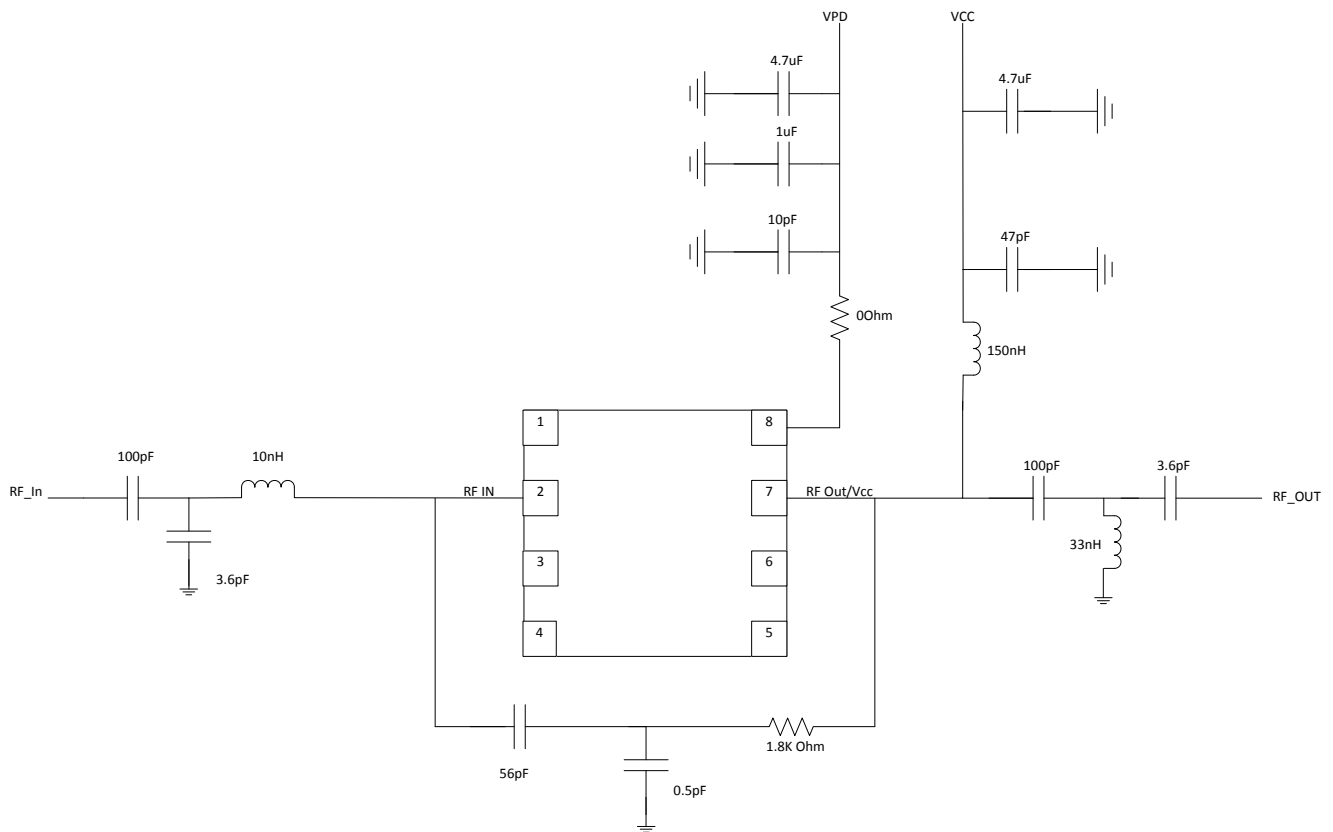 VPD
VCC
4.7uF
4.7uF
1uF
10pF
47pF
0Ohm
150nH
1
8
100pF
10nH
100pF
3.6pF
RF_In
RF IN
2
7
RF Out/Vcc
RF_OUT
33nH
3
6
3.6pF
4
5
1.8K Ohm
56pF
0.5pF